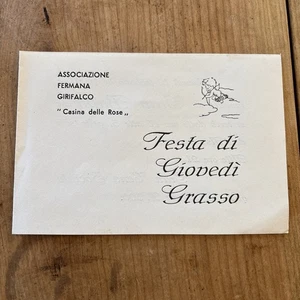 ASSOCIAZIONE
FERMANA
GIRIFALCO
" Casina delle Rose „
Festa di
Giovedì
Grasso